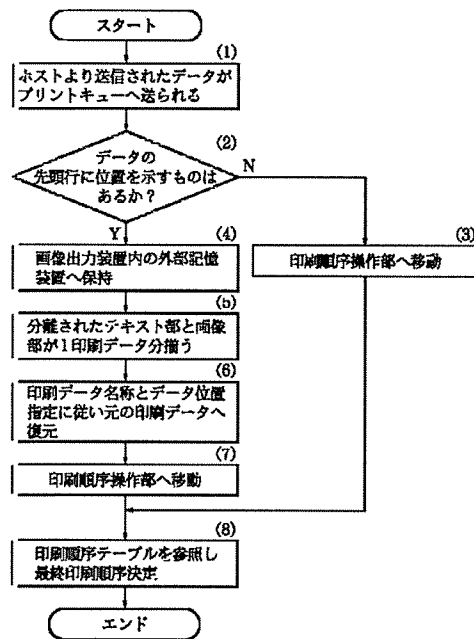 スタート
(1)
ホストより送信されたデータが
プリントキューへ送られる
(2)
データの
先頭行に位置を示すものは
あるか?
N
Y
(3)
印刷順序操作部へ移動
(4)
画像出力装置内の外部記憶
装置へ保持
(5)
分離されたテキスト部と画像
部が1印刷データ分揃う
(6)
印刷データ名称とデータ位置
指定に従い元の印刷データへ
復元
(7)
印刷順序操作部へ移動
(8)
印刷順序テーブルを参照し
最終印刷順序決定
エンド